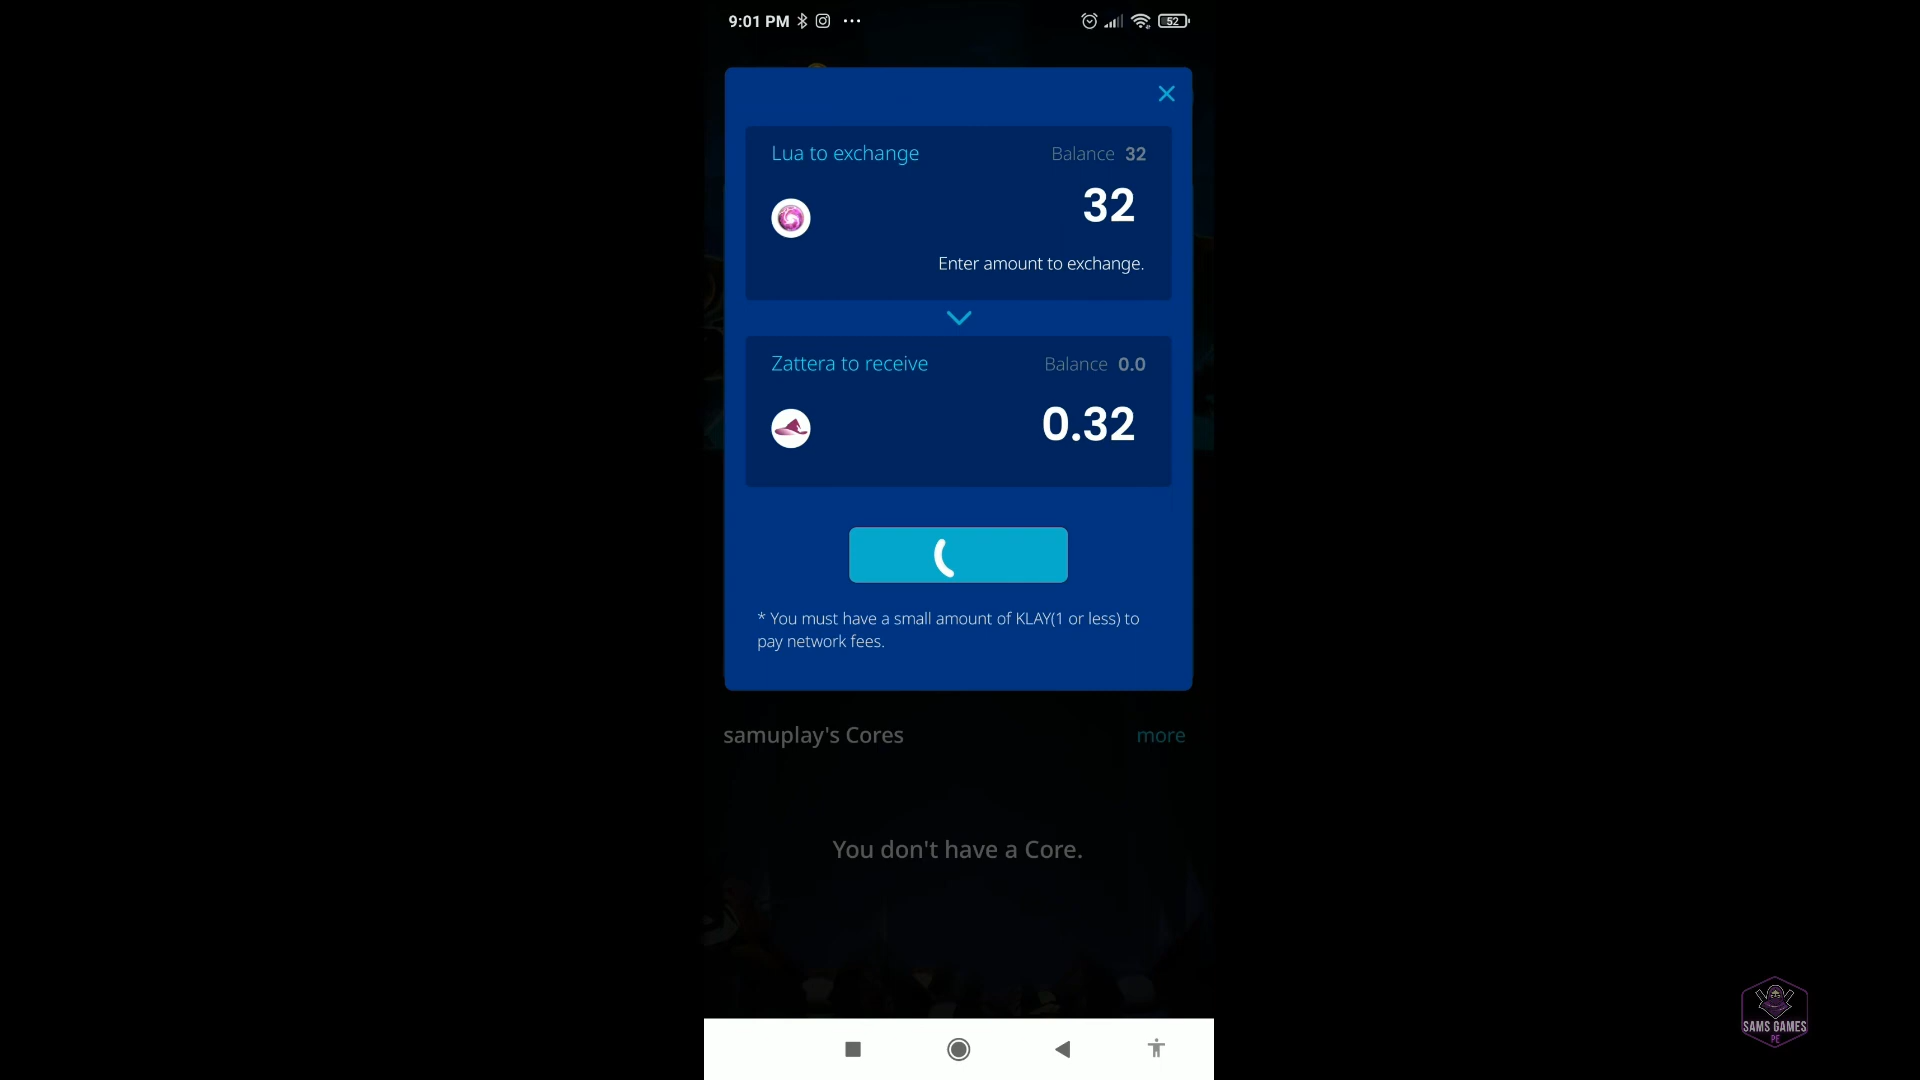 9:01 PM
52
Lua to exchange
Balance 32
32
Enter amount to exchange.
Zattera to receive
Balance 0.0
0.32
* You must have a small amount of KLAY(1 or less) to
pay network fees.
samuplay's Cores
more
You don't have a Core.
SAMS GAMES
PE